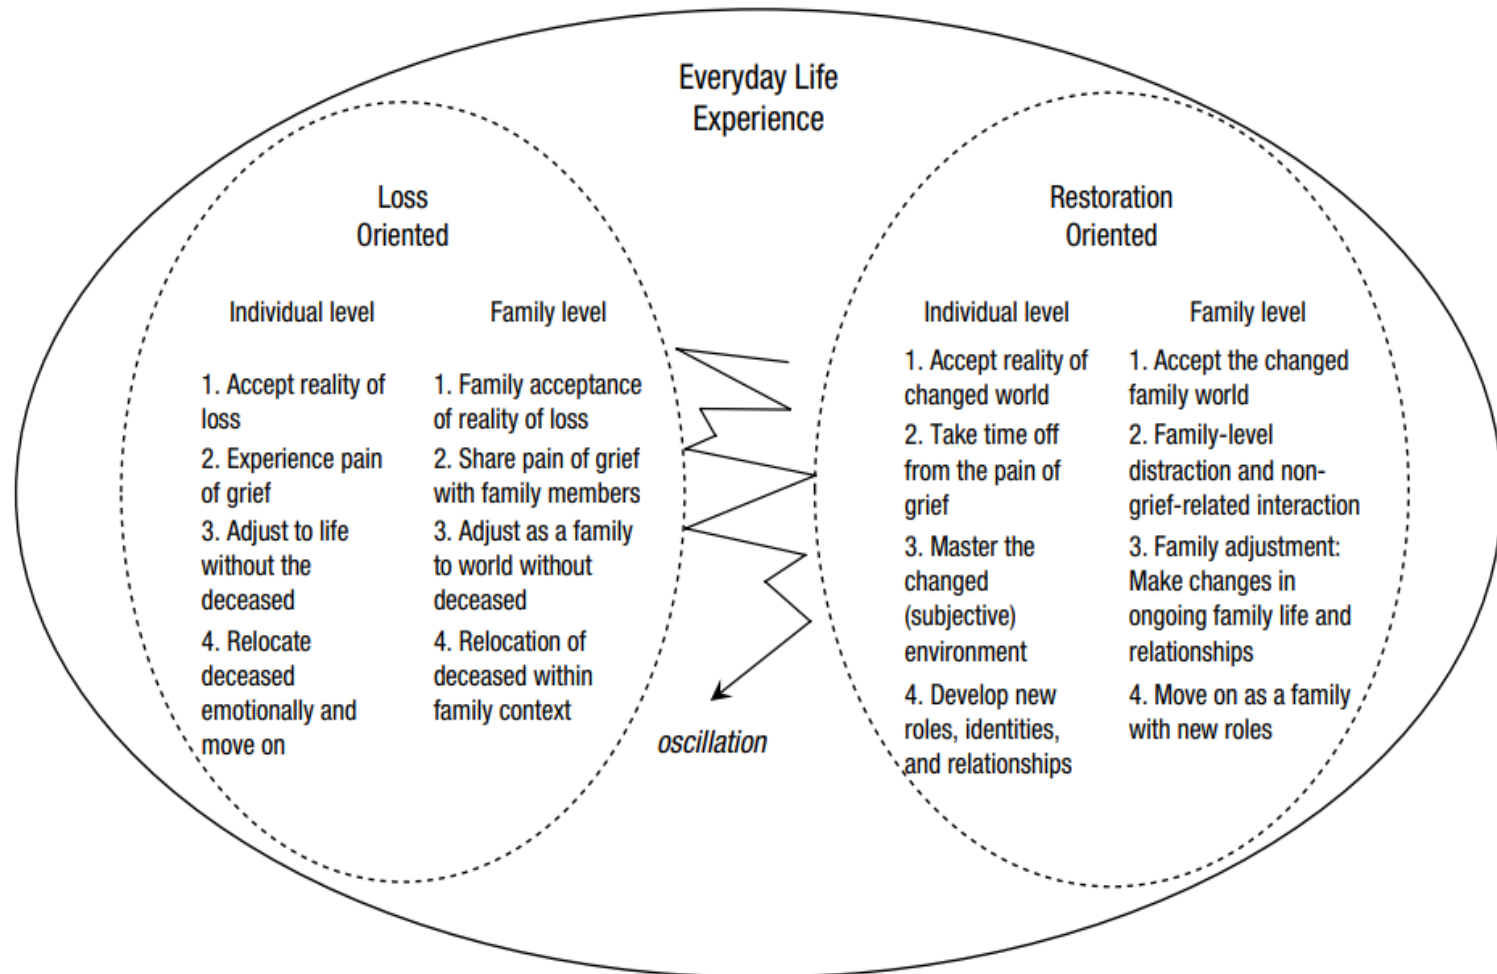 Everyday Life
Experience
Loss
Oriented
Individual level
1. Accept reality of
loss
2. Experience pain
of grief
3. Adjust to life
without the
deceased
4. Relocate
deceased
emotionally and
move on
Family level
1. Family acceptance
of reality of loss
2. Share pain of grief
with family members
3. Adjust as a family
to world without
deceased
4. Relocation of
deceased within
family context
oscillation
Restoration
Oriented
Individual level
1. Accept reality of
changed world
2. Take time off
from the pain of
grief
3. Master the
changed
(subjective)
environment
4. Develop new
roles, identities,
and relationships
Family level
1. Accept the changed
family world
2. Family-level
distraction and non-
grief-related interaction
3. Family adjustment:
Make changes in
ongoing family life and
relationships
4. Move on as a family
with new roles